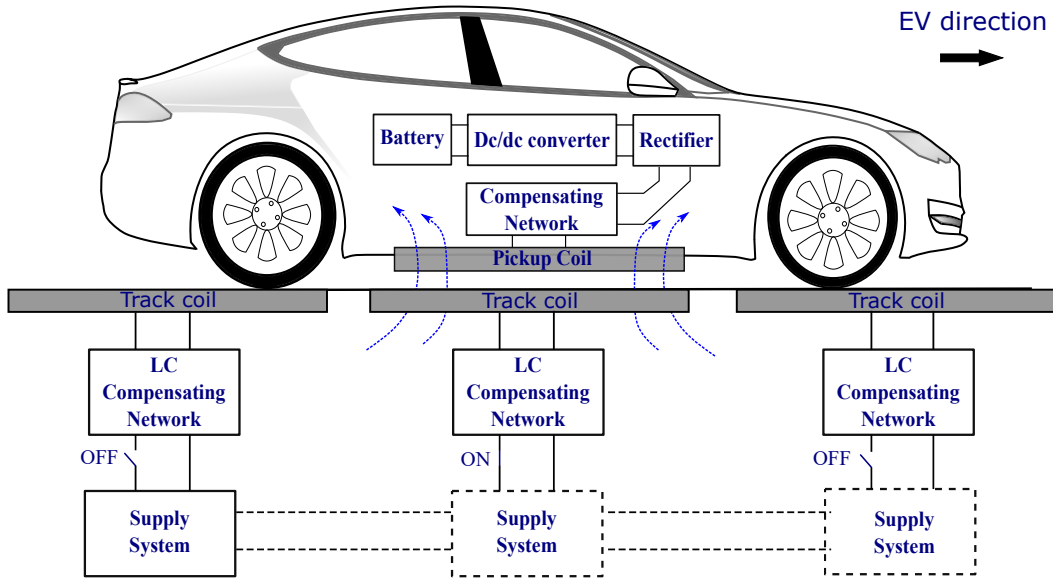 EV direction
Battery
Dc/dc converter
Rectifier
Compensating
Network
Pickup Coil
Track coil
Track coil
Track coil
LC
Compensating
Network
LC
Compensating
Network
LC
Compensating
Network
OFF
ON
OFF
Supply
System
Supply
System
Supply
System